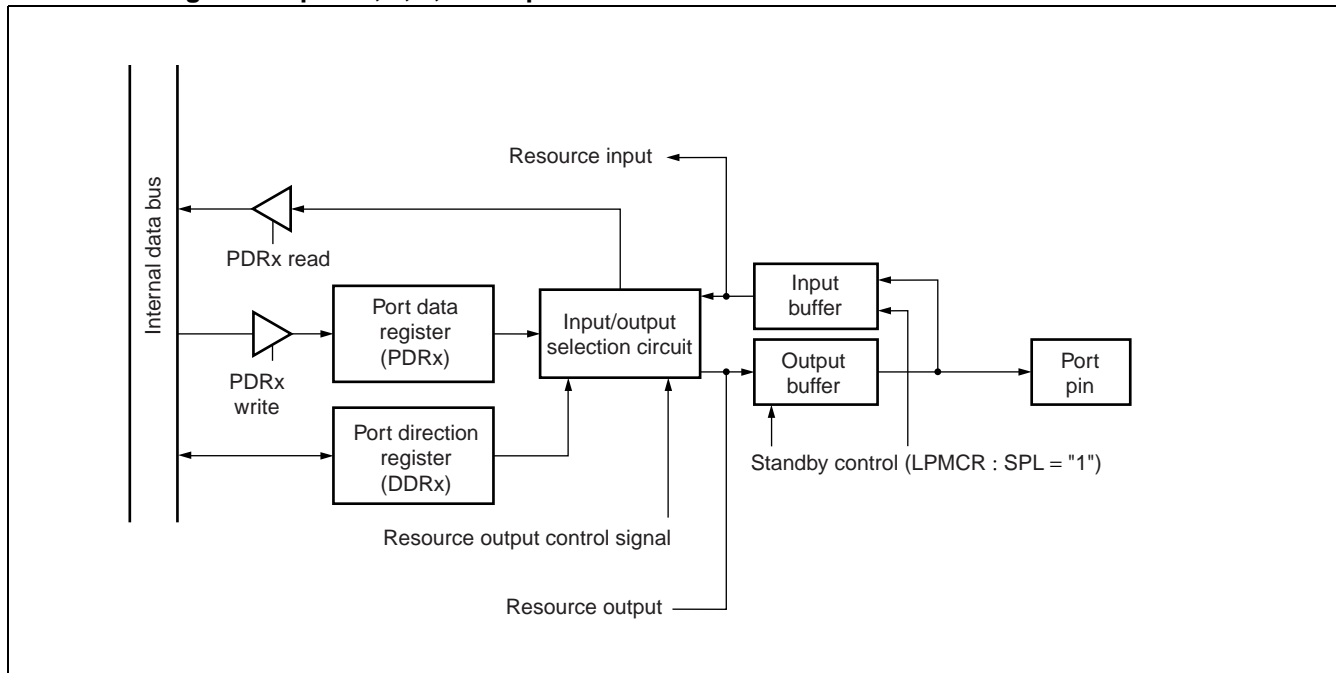 Internal data bus
Resource input
PDRx read
Port data
register
(PDRx)
PDRx
write
Port direction
register
(DDRx)
Input/output
selection circuit
Input
buffer
Output
buffer
Port
pin
Standby control (LPMCR : SPL = "1")
Resource output control signal
Resource output